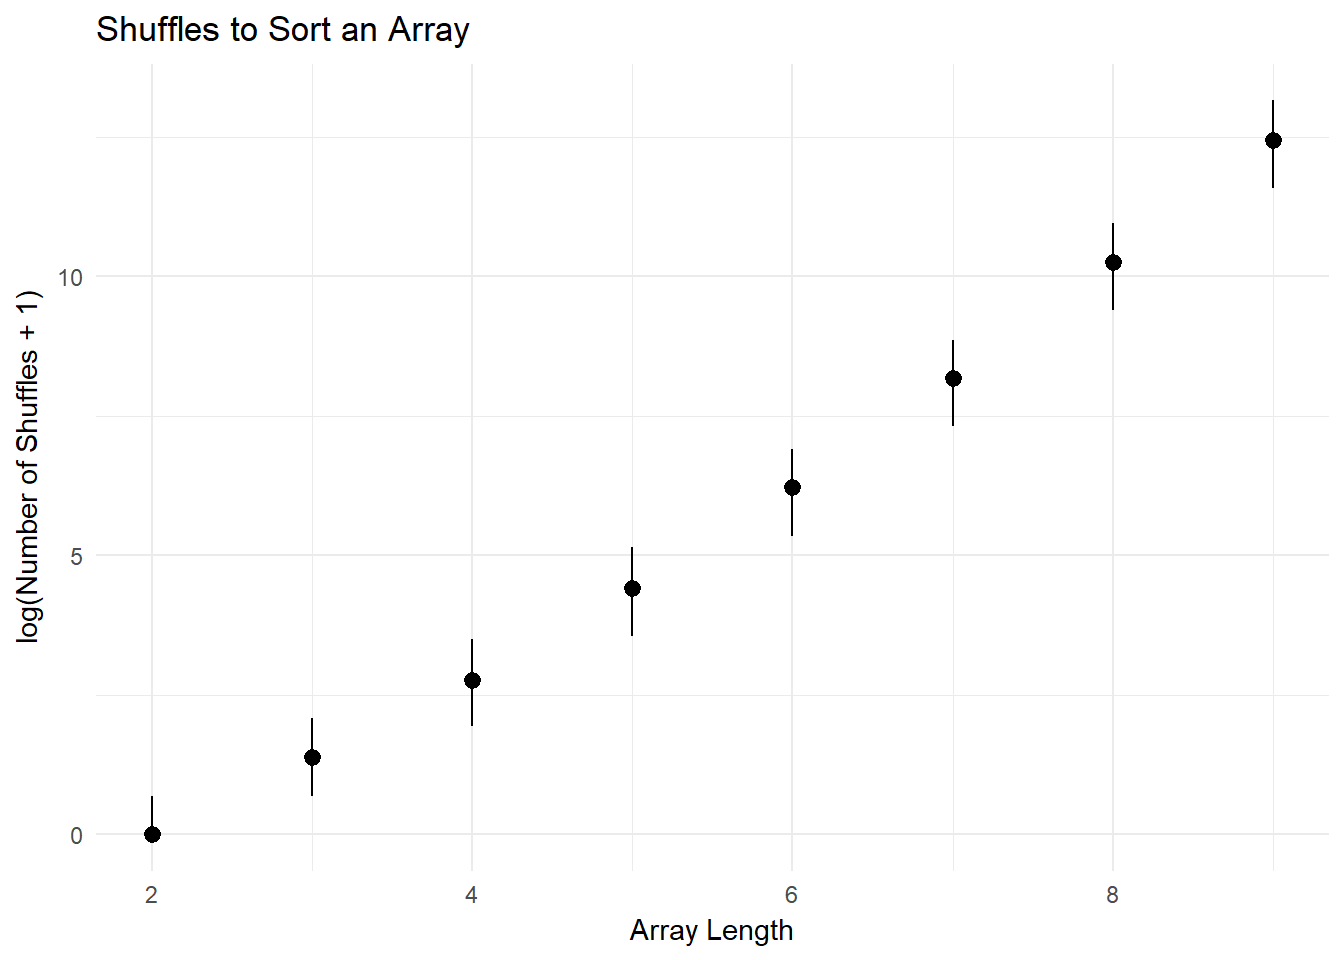 Shuffles to Sort an Array
log(Number of Shuffles + 1)
10
5
0
2 4 6 8
Array Length